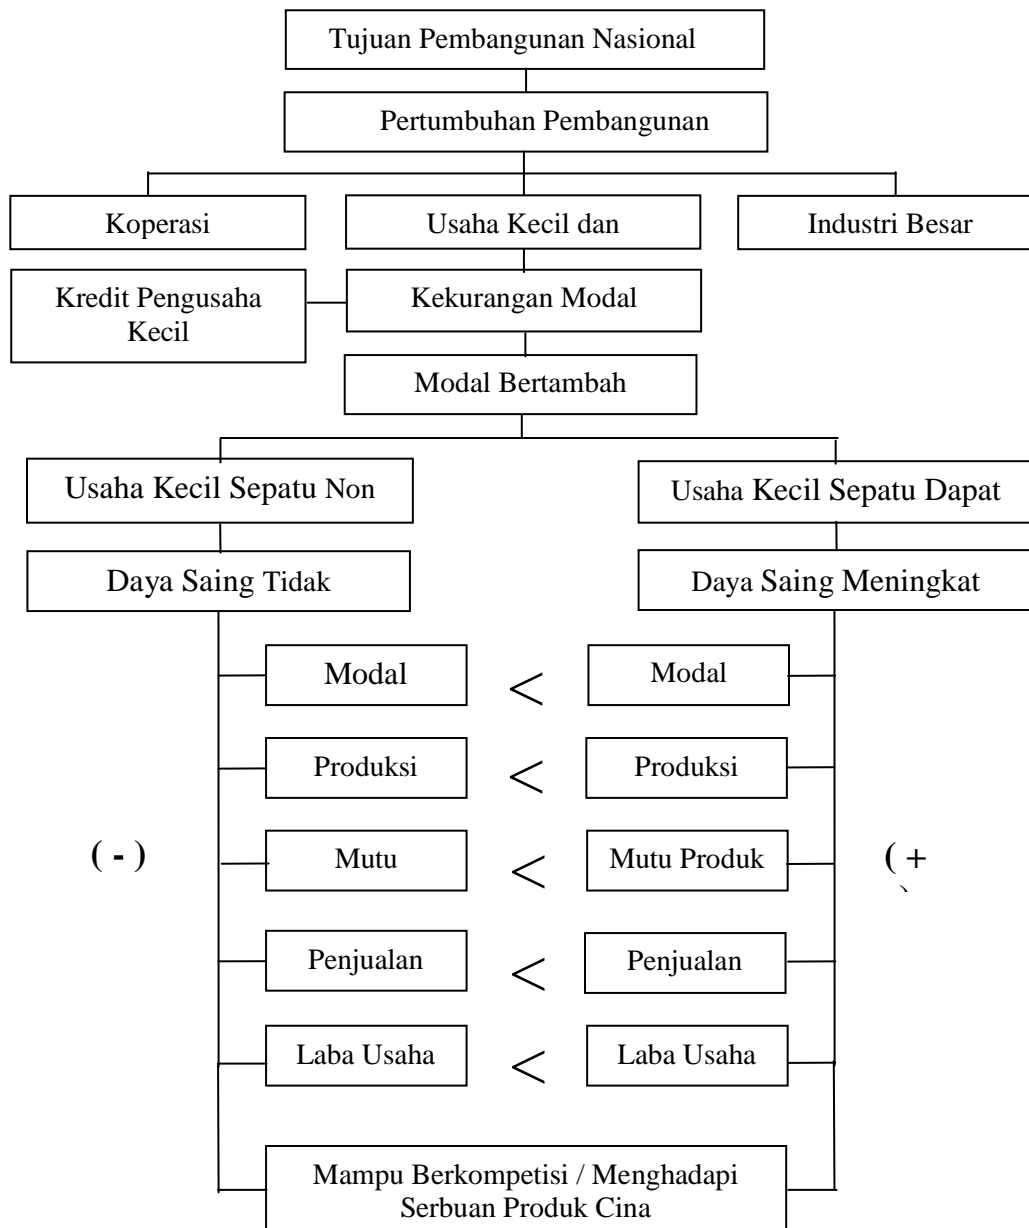 Tujuan Pembangunan Nasional
Pertumbuhan Pembangunan
Koperasi
Usaha Kecil dan
Industri Besar
Kredit Pengusaha
Kecil
Kekurangan Modal
Modal Bertambah
Usaha Kecil Sepatu Non
Usaha Kecil Sepatu Dapat
Daya Saing Tidak
Daya Saing Meningkat
Modal < Modal
Produksi < Produksi
( - )
Mutu < Mutu Produk
( +
)
Penjualan < Penjualan
Laba Usaha < Laba Usaha
Mampu Berkompetisi / Menghadapi
Serbuan Produk Cina